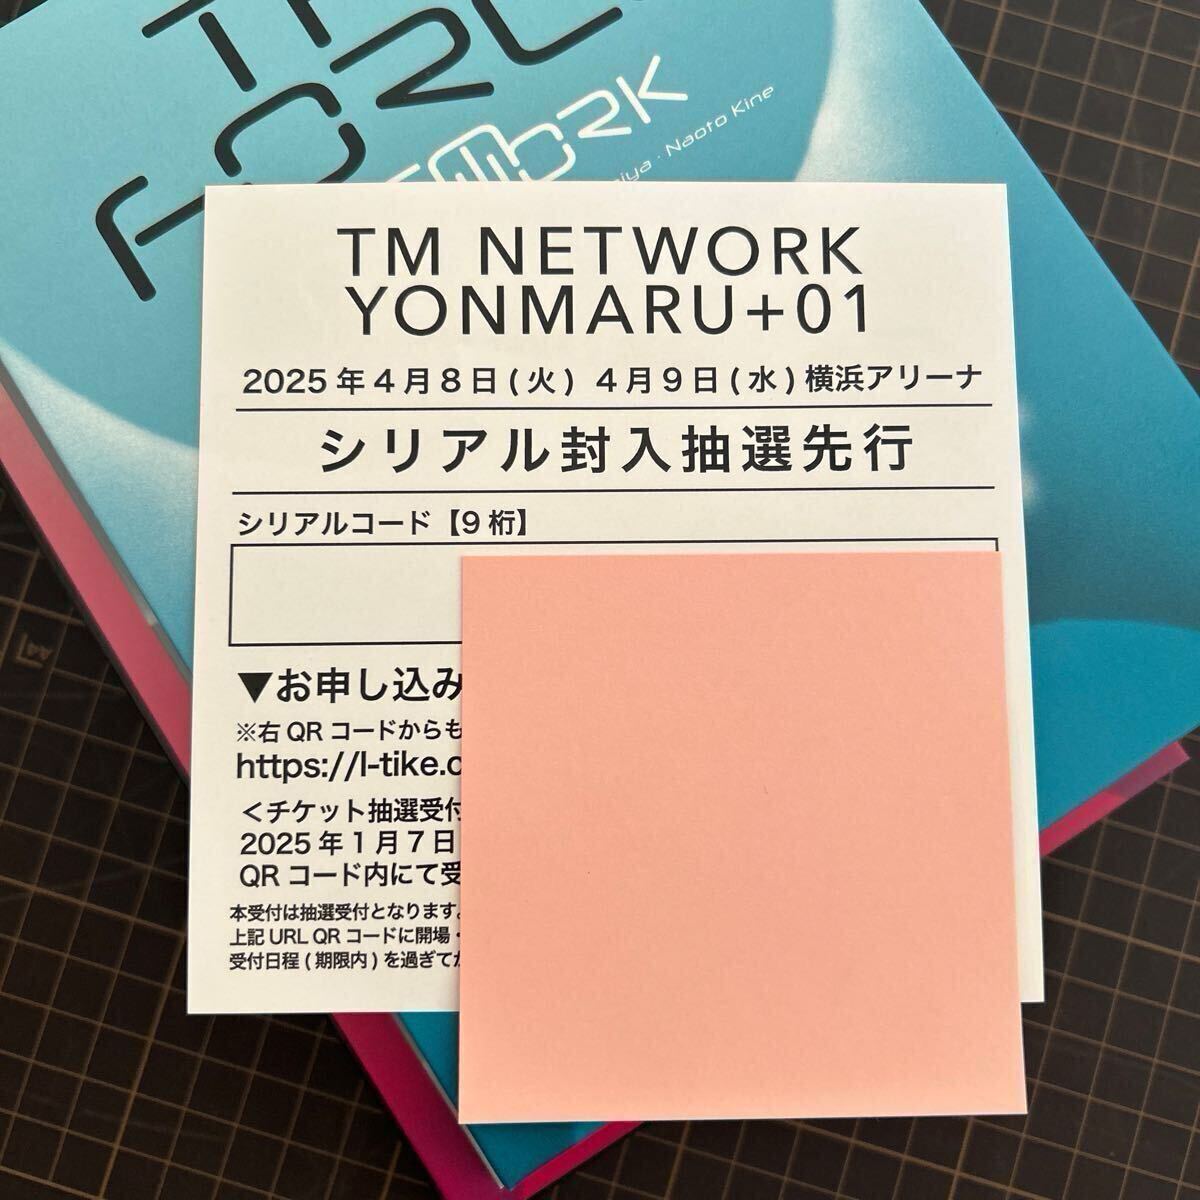 WORK
· Naoto Kine
TM NETWORK
YONMARU+01
2025年4月8日(火) 4月9日(水)横浜アリーナ
シリアル封入抽選先行
シリアルコード【9桁】
▼お申し込み
※右QRコードからも
https://l-tike.c
＜チケット抽選受付
2025年1月7日
QRコード内にて受
本受付は抽選受付となります。
上記URL QRコードに開場・
受付日程(期限内)を過ぎてか
A4